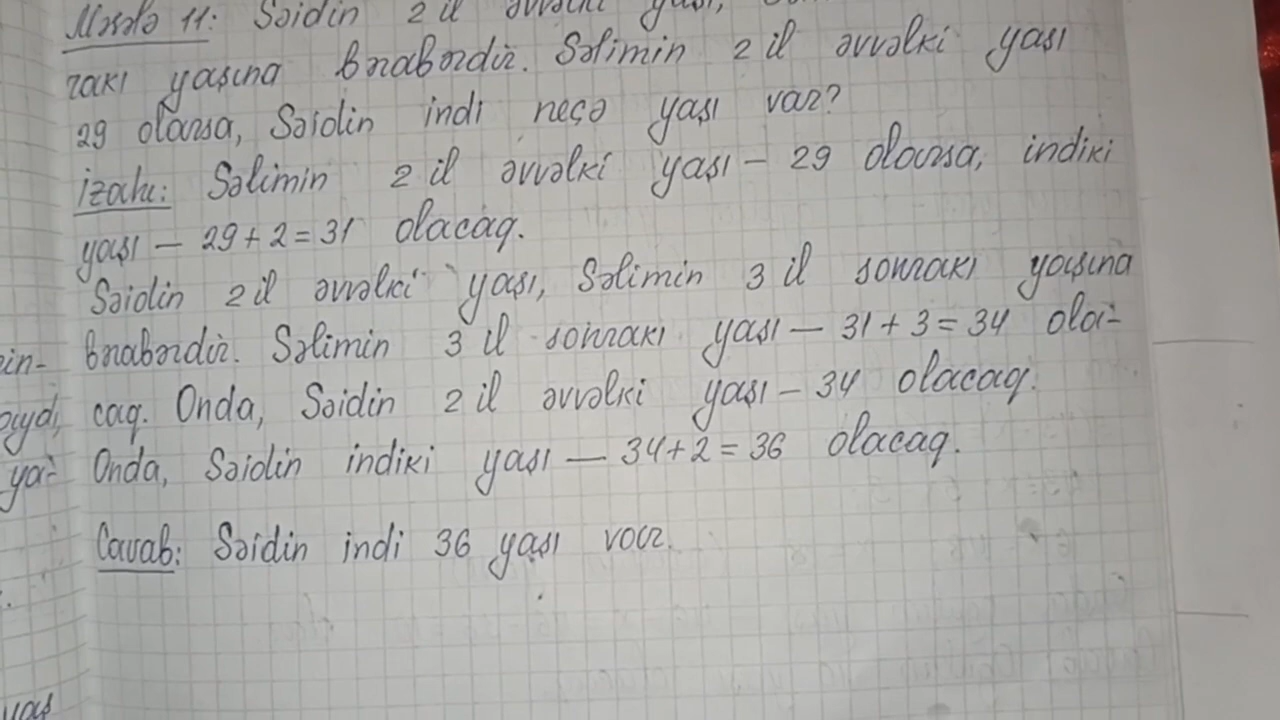 Məsələ 11: Səidin 2 il əvvəlki yaşı,
rakı yaşına bərabərdir. Səlimin 2 il əvvəlki yaşı
29 olarsa, Səidin indi neçə yaşı var?
İzahı: Səlimin 2 il əvvəlki yaşı – 29 olarsa, indiki
yaşı – 29 + 2 = 31 olacaq.
Səidin 2 il əvvəlki yaşı, Səlimin 3 il sonrakı yaşına
in- bərabərdir. Səlimin 3 il sonrakı yaşı – 31 + 3 = 34 ola-
caq. Onda, Səidin 2 il əvvəlki yaşı – 34 olacaq.
ya- Onda, Səidin indiki yaşı – 34 + 2 = 36 olacaq.
Cavab: Səidin indi 36 yaşı var.